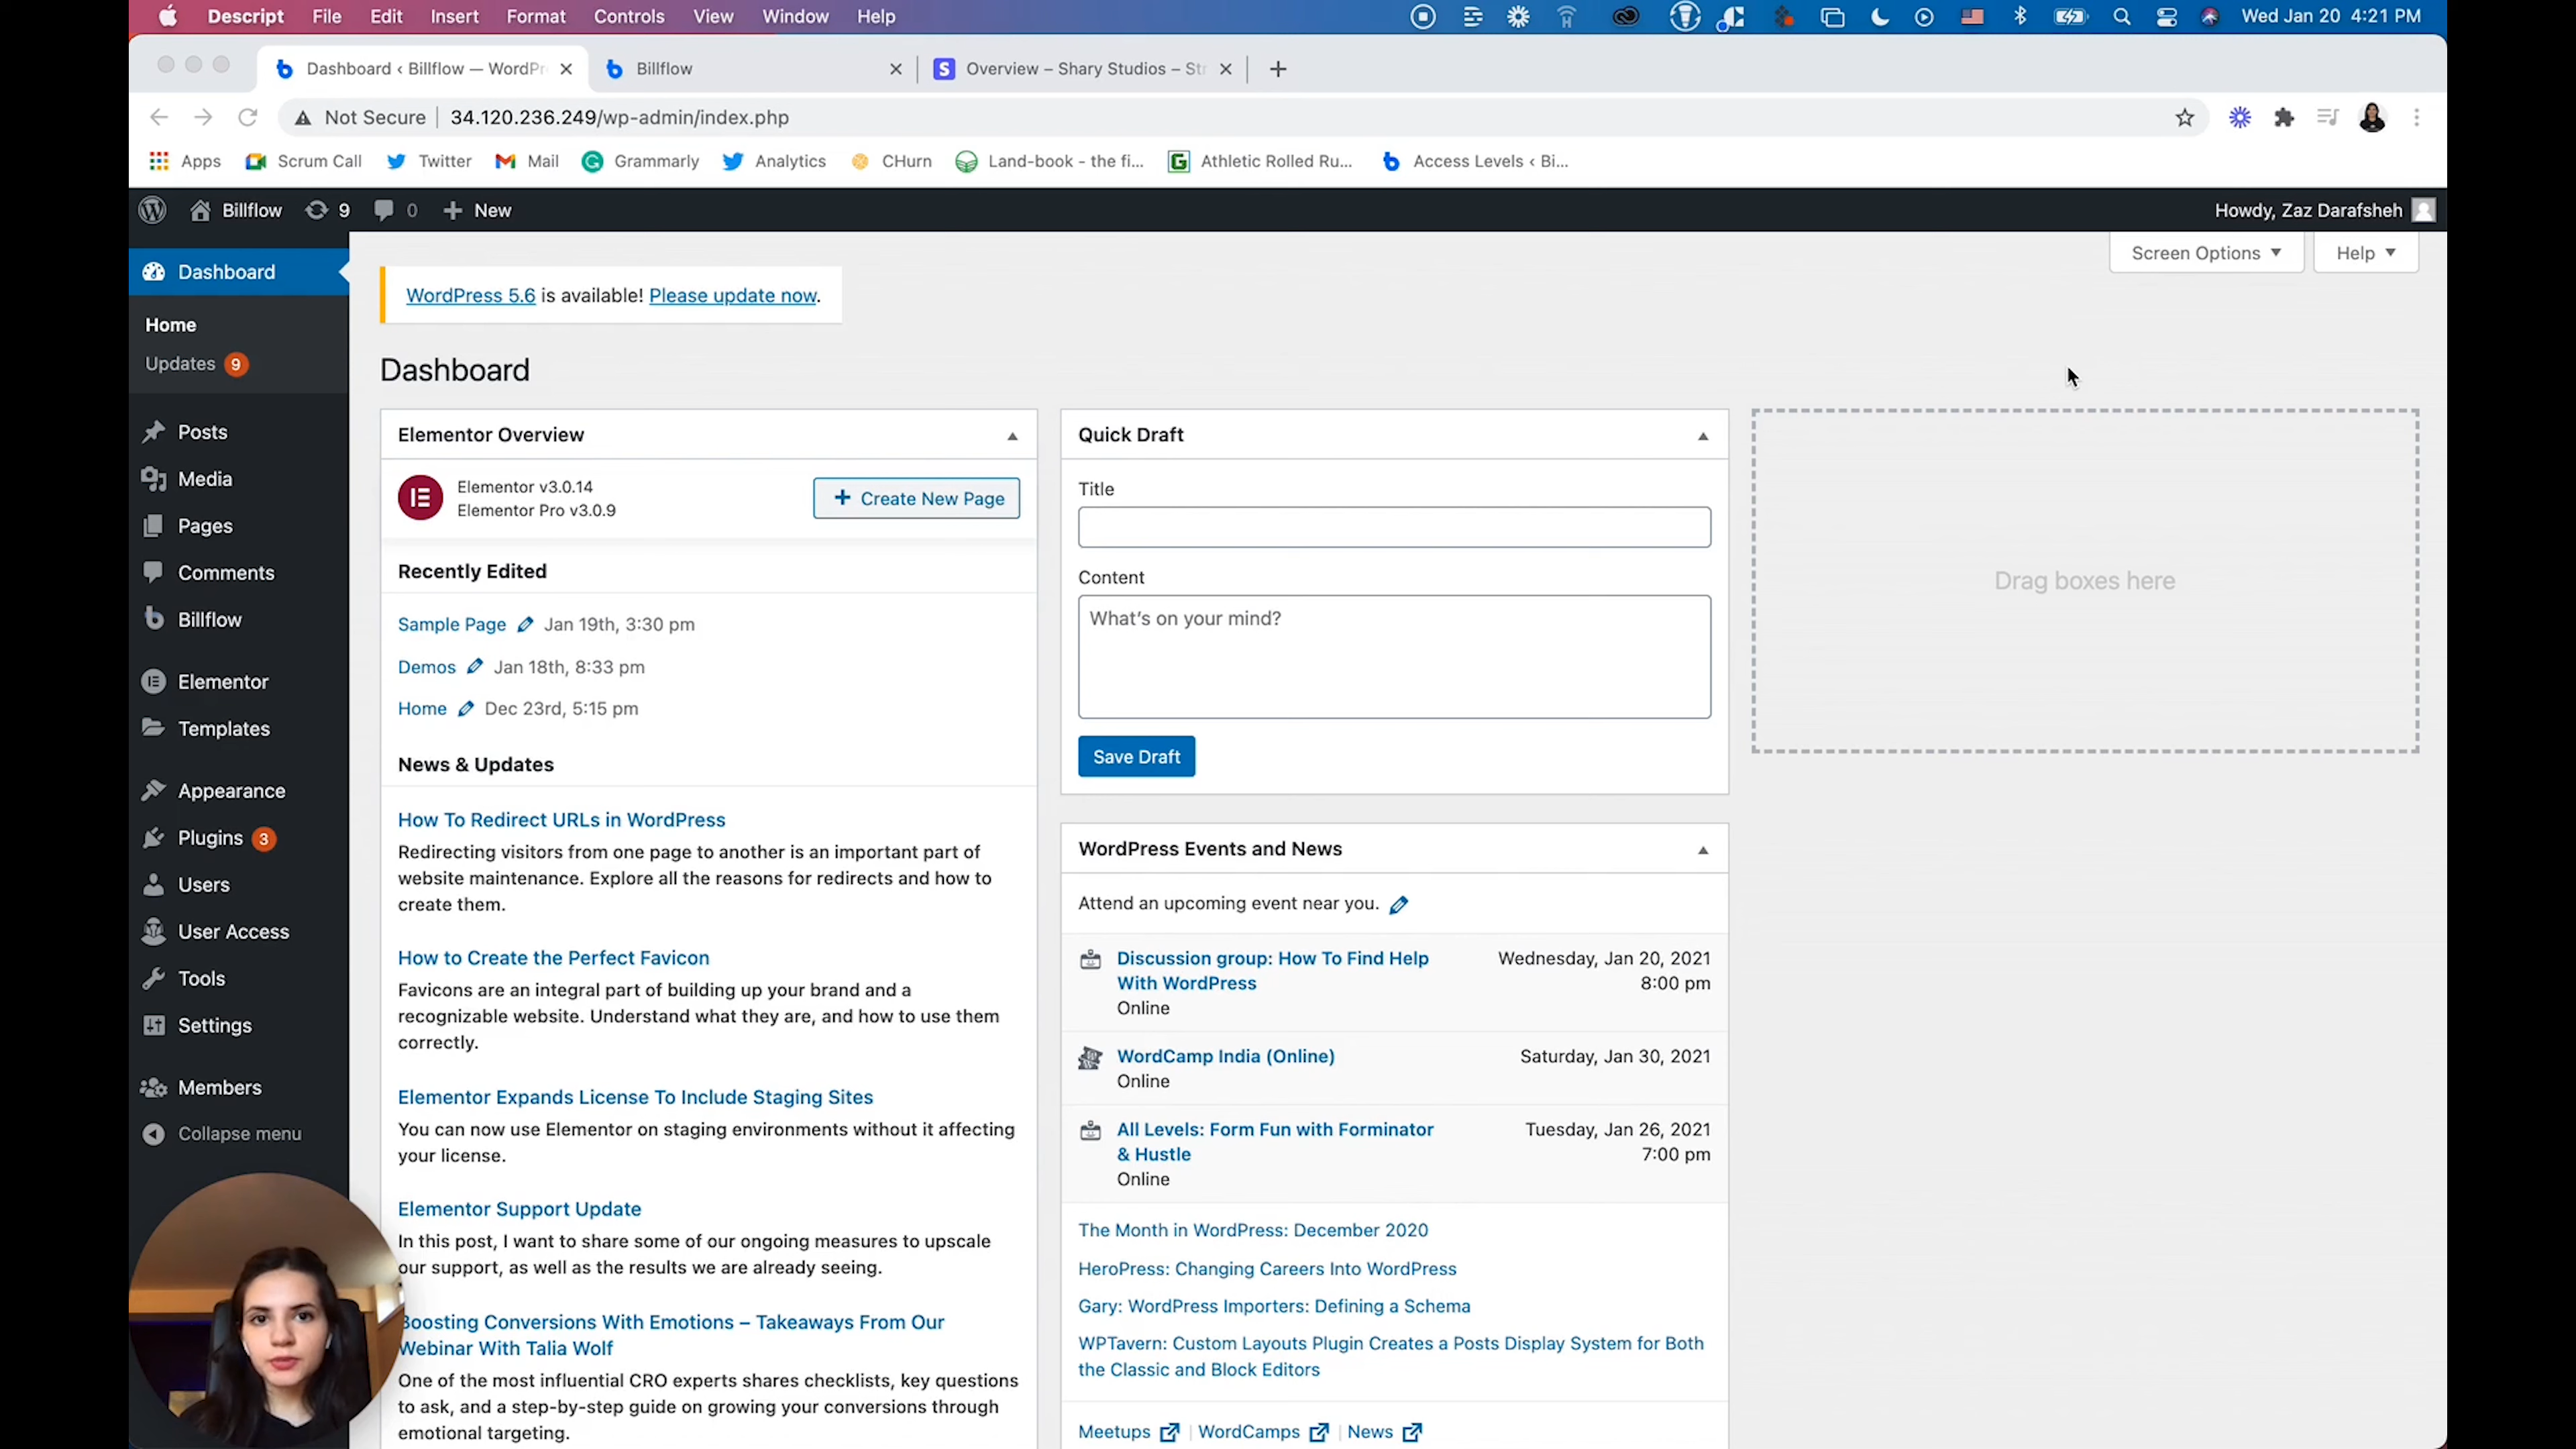 Descript File Edit Insert Format Controls View Window Help Wed Jan 20 4:21 PM
Dashboard ‹ Billflow — WordPr Billflow Overview – Shary Studios – St
Not Secure 34.120.236.249/wp-admin/index.php
Apps Scrum Call Twitter Mail Grammarly Analytics CHurn Land-book - the fi... Athletic Rolled Ru... Access Levels ‹ Bi...
Billflow 9 0 New Howdy, Zaz Darafsheh
Screen Options Help
Dashboard
Home
Updates 9
Posts
Media
Pages
Comments
Billflow
Elementor
Templates
Appearance
Plugins 3
Users
User Access
Tools
Settings
Members
Collapse menu
WordPress 5.6 is available! Please update now.
Dashboard
Elementor Overview
Elementor v3.0.14
Elementor Pro v3.0.9
Create New Page
Recently Edited
Sample Page Jan 19th, 3:30 pm
Demos Jan 18th, 8:33 pm
Home Dec 23rd, 5:15 pm
News & Updates
How To Redirect URLs in WordPress
Redirecting visitors from one page to another is an important part of
website maintenance. Explore all the reasons for redirects and how to
create them.
How to Create the Perfect Favicon
Favicons are an integral part of building up your brand and a
recognizable website. Understand what they are, and how to use them
correctly.
Elementor Expands License To Include Staging Sites
You can now use Elementor on staging environments without it affecting
your license.
Elementor Support Update
In this post, I want to share some of our ongoing measures to upscale
our support, as well as the results we are already seeing.
Boosting Conversions With Emotions – Takeaways From Our
Webinar With Talia Wolf
One of the most influential CRO experts shares checklists, key questions
to ask, and a step-by-step guide on growing your conversions through
emotional targeting.
Quick Draft
Title
Content
What's on your mind?
Save Draft
WordPress Events and News
Attend an upcoming event near you.
Discussion group: How To Find Help Wednesday, Jan 20, 2021
With WordPress 8:00 pm
Online
WordCamp India (Online) Saturday, Jan 30, 2021
Online
All Levels: Form Fun with Forminator Tuesday, Jan 26, 2021
& Hustle 7:00 pm
Online
The Month in WordPress: December 2020
HeroPress: Changing Careers Into WordPress
Gary: WordPress Importers: Defining a Schema
WPTavern: Custom Layouts Plugin Creates a Posts Display System for Both
the Classic and Block Editors
Meetups | WordCamps | News
Drag boxes here